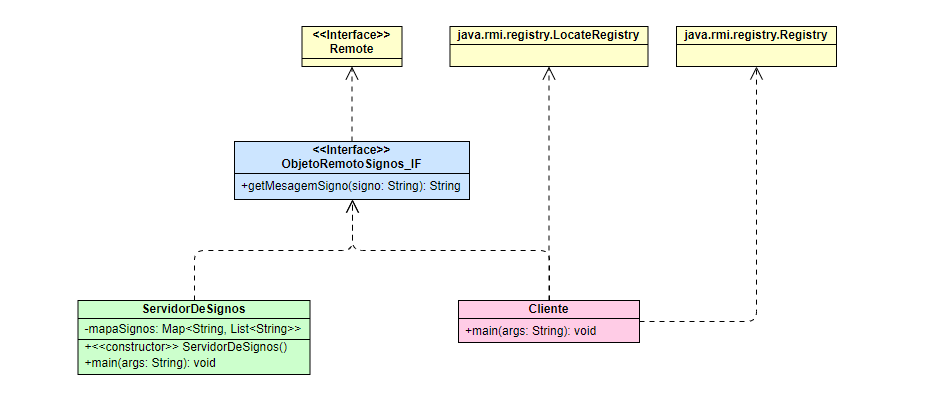 <<Interface>>
Remote
java.rmi.registry.LocateRegistry
java.rmi.registry.Registry
<<Interface>>
ObjetoRemotoSignos_IF
+getMesagemSigno(signo: String): String
ServidorDeSignos
-mapaSignos: Map<String, List<String>>
+<<constructor>> ServidorDeSignos()
+main(args: String): void
Cliente
+main(args: String): void